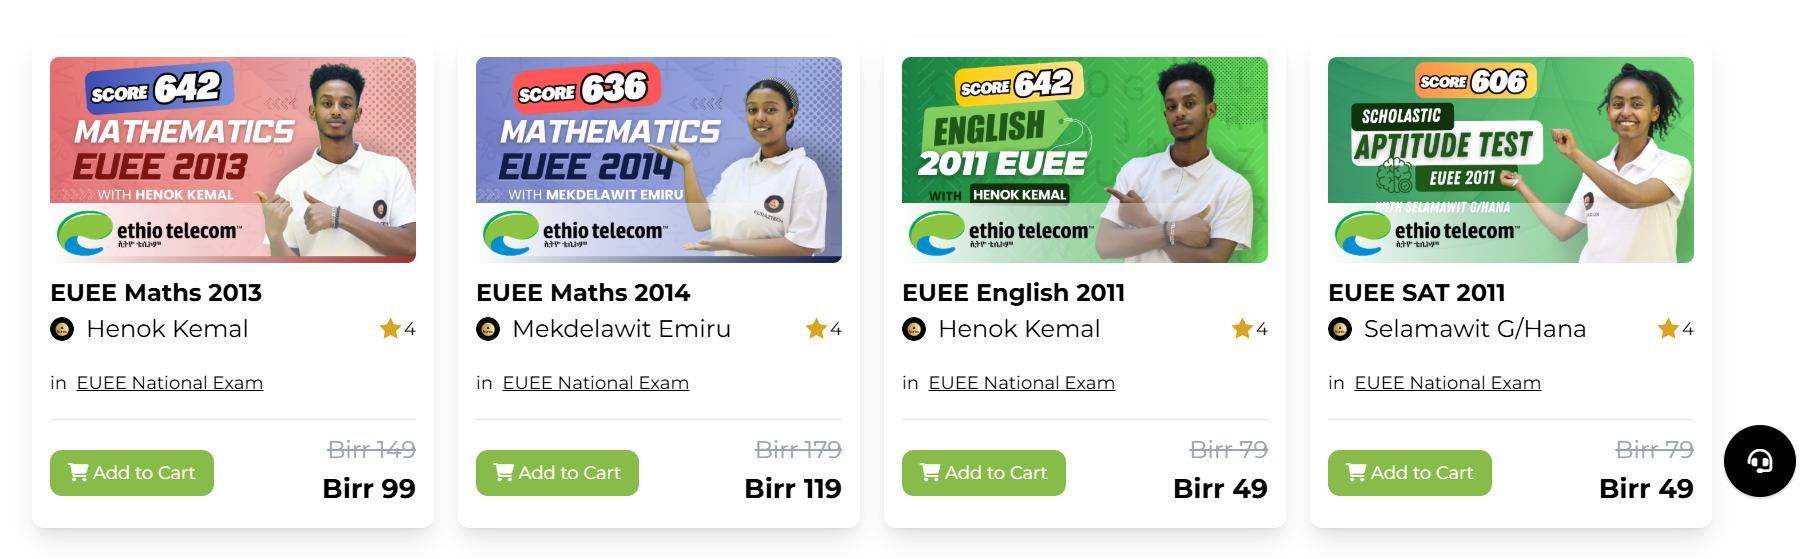 SCORE 642
MATHEMATICS
EUEE 2013
WITH HENOK KEMAL
ethio telecom™
ኢትዮ ቴሌኮም
EUEE Maths 2013
Henok Kemal
4
in EUEE National Exam
Birr 149
Add to Cart
Birr 99
SCORE 636
MATHEMATICS
EUEE 2014
WITH MEKDELAWIT EMIRU
ethio telecom™
ኢትዮ ቴሌኮም
EUEE Maths 2014
Mekdelawit Emiru
4
in EUEE National Exam
Birr 179
Add to Cart
Birr 119
SCORE 642
ENGLISH
2011 EUEE
WITH HENOK KEMAL
ethio telecom™
ኢትዮ ቴሌኮም
EUEE English 2011
Henok Kemal
4
in EUEE National Exam
Birr 79
Add to Cart
Birr 49
SCORE 606
SCHOLASTIC
APTITUDE TEST
EUEE 2011
WITH SELAMAWIT G/HANA
ethio telecom™
ኢትዮ ቴሌኮም
EUEE SAT 2011
Selamawit G/Hana
4
in EUEE National Exam
Birr 79
Add to Cart
Birr 49